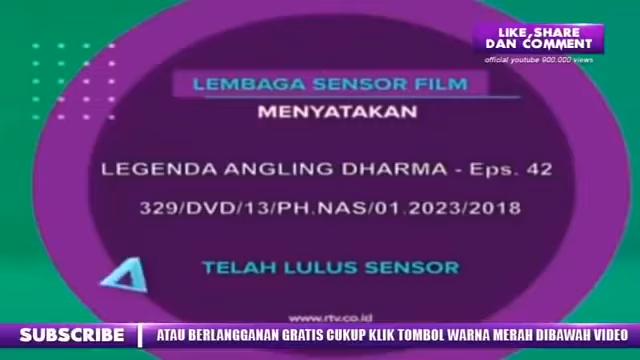 LIKE, SHARE
DAN COMMENT
official youtube 900.000 views
LEMBAGA SENSOR FILM
MENYATAKAN
LEGENDA ANGLING DHARMA - Eps. 42
329/DVD/13/PH.NAS/01.2023/2018
TELAH LULUS SENSOR
www.rtv.co.id
SUBSCRIBE
ATAU BERLANGGANAN GRATIS CUKUP KLIK TOMBOL WARNA MERAH DIBAWAH VIDEO